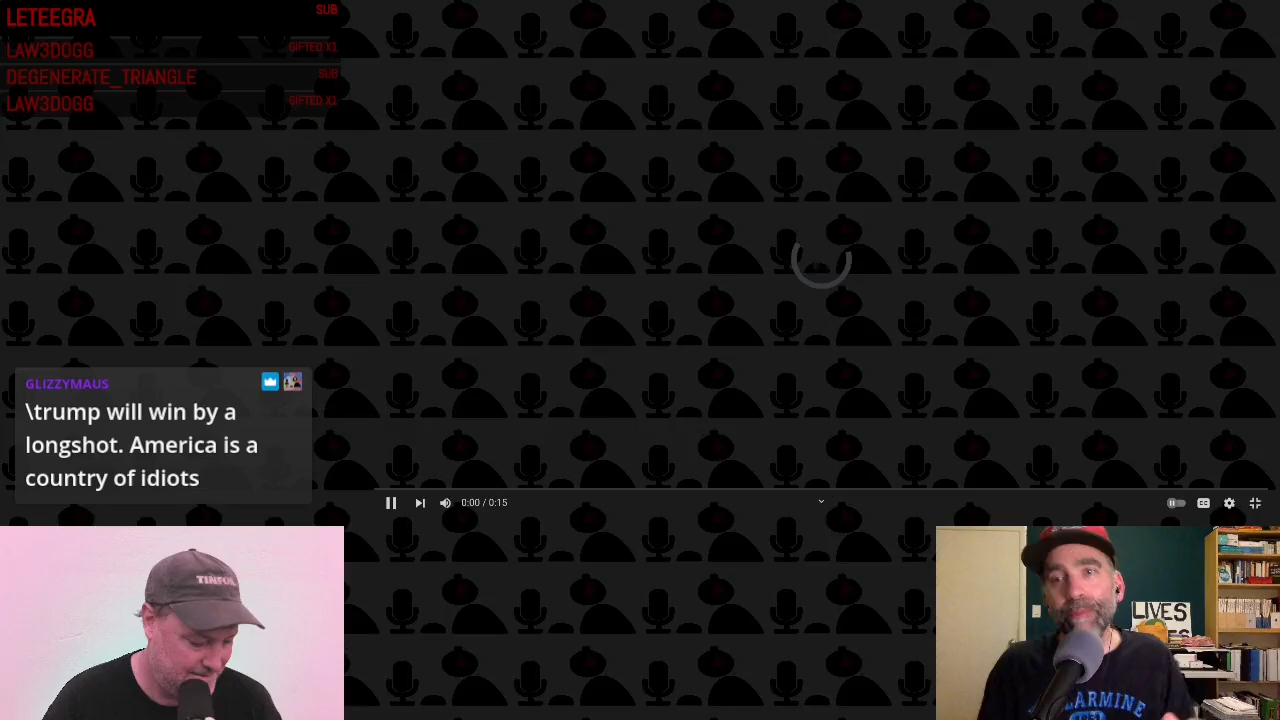 LETEEGRA SUB
LAW3DOGG GIFTED X1
DEGENERATE_TRIANGLE SUB
LAW3DOGG GIFTED X1
GLIZZYMAUS
\trump will win by a
longshot. America is a
country of idiots
0:00 / 0:15
CC
LIVES